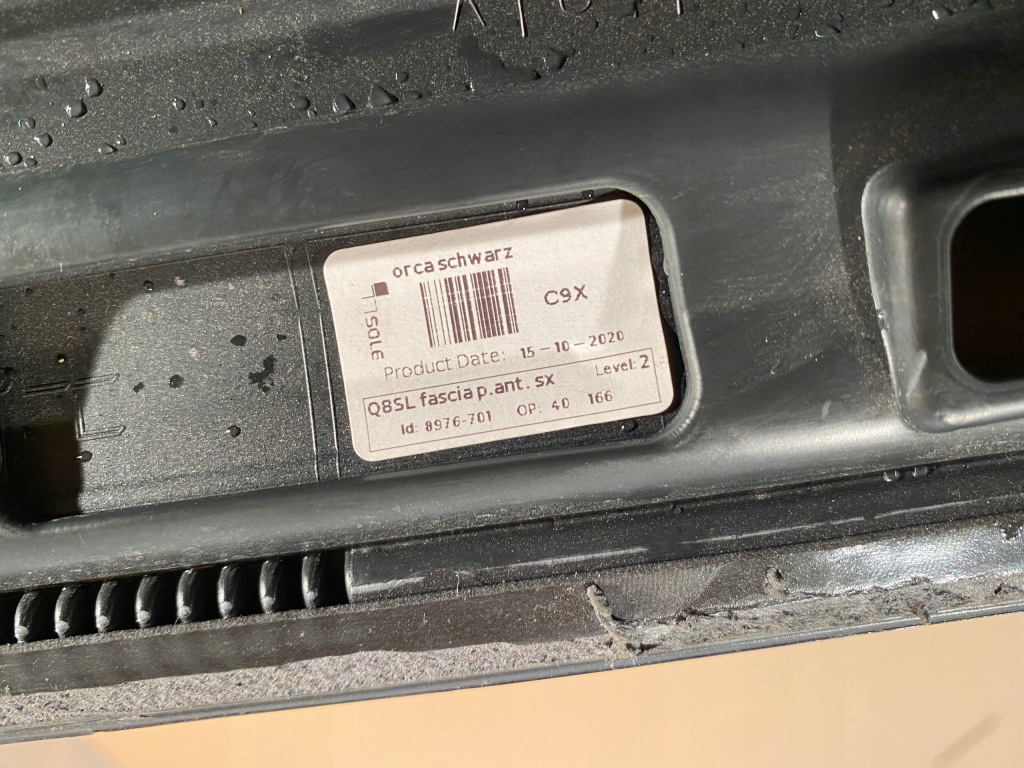 orca schwarz
C9X
ITSOLE
Product Date: 15-10-2020
Level: 2
Q8SL fascia p.ant. sx
Id: 8976-701 OP: 40 166